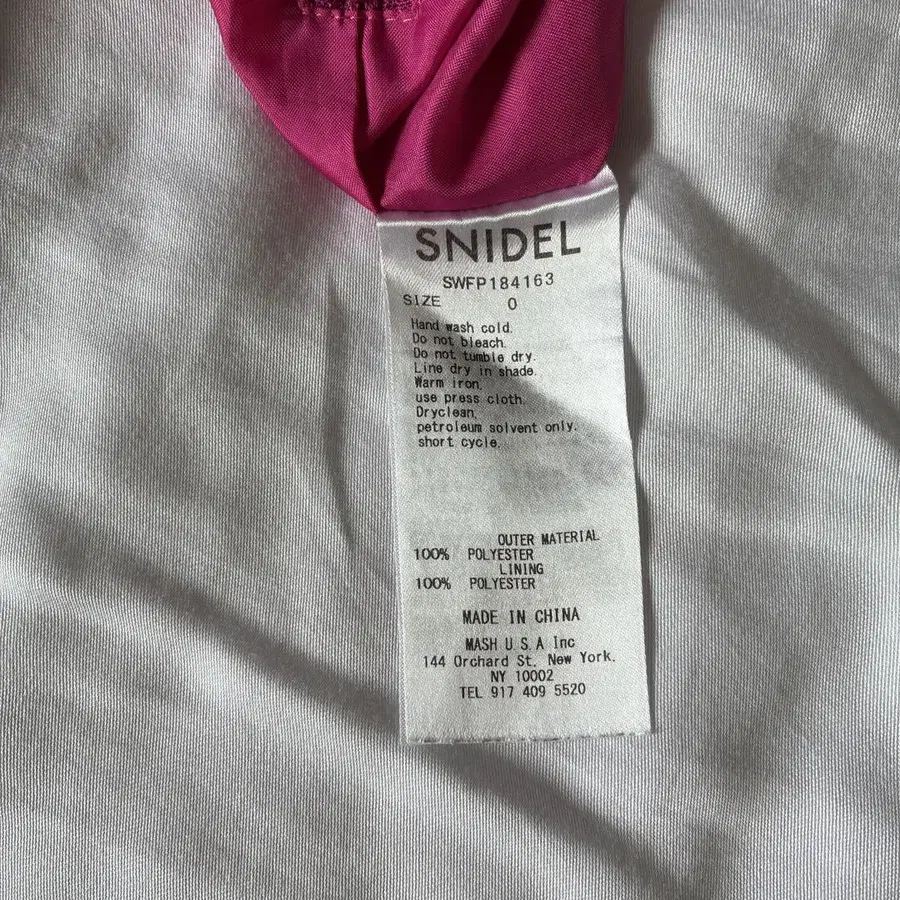 SNIDEL
SWFP184163
SIZE 0
Hand wash cold.
Do not bleach.
Do not tumble dry.
Line dry in shade.
Warm iron,
use press cloth.
Dryclean,
petroleum solvent only.
short cycle.
OUTER MATERIAL
100% POLYESTER
LINING
100% POLYESTER
MADE IN CHINA
MASH U.S.A Inc
144 Orchard St. New York.
NY 10002
TEL 917 409 5520